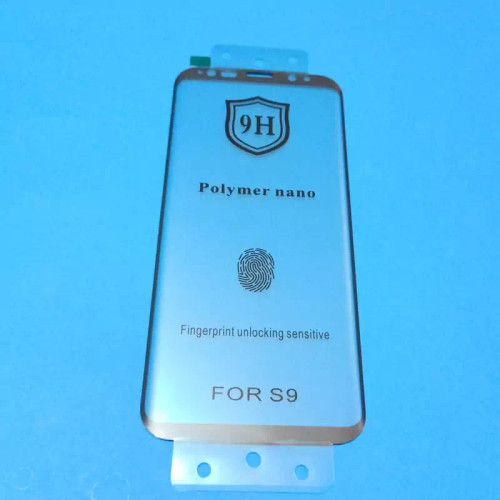 9H
Polymer nano
Fingerprint unlocking sensitive
FOR S9